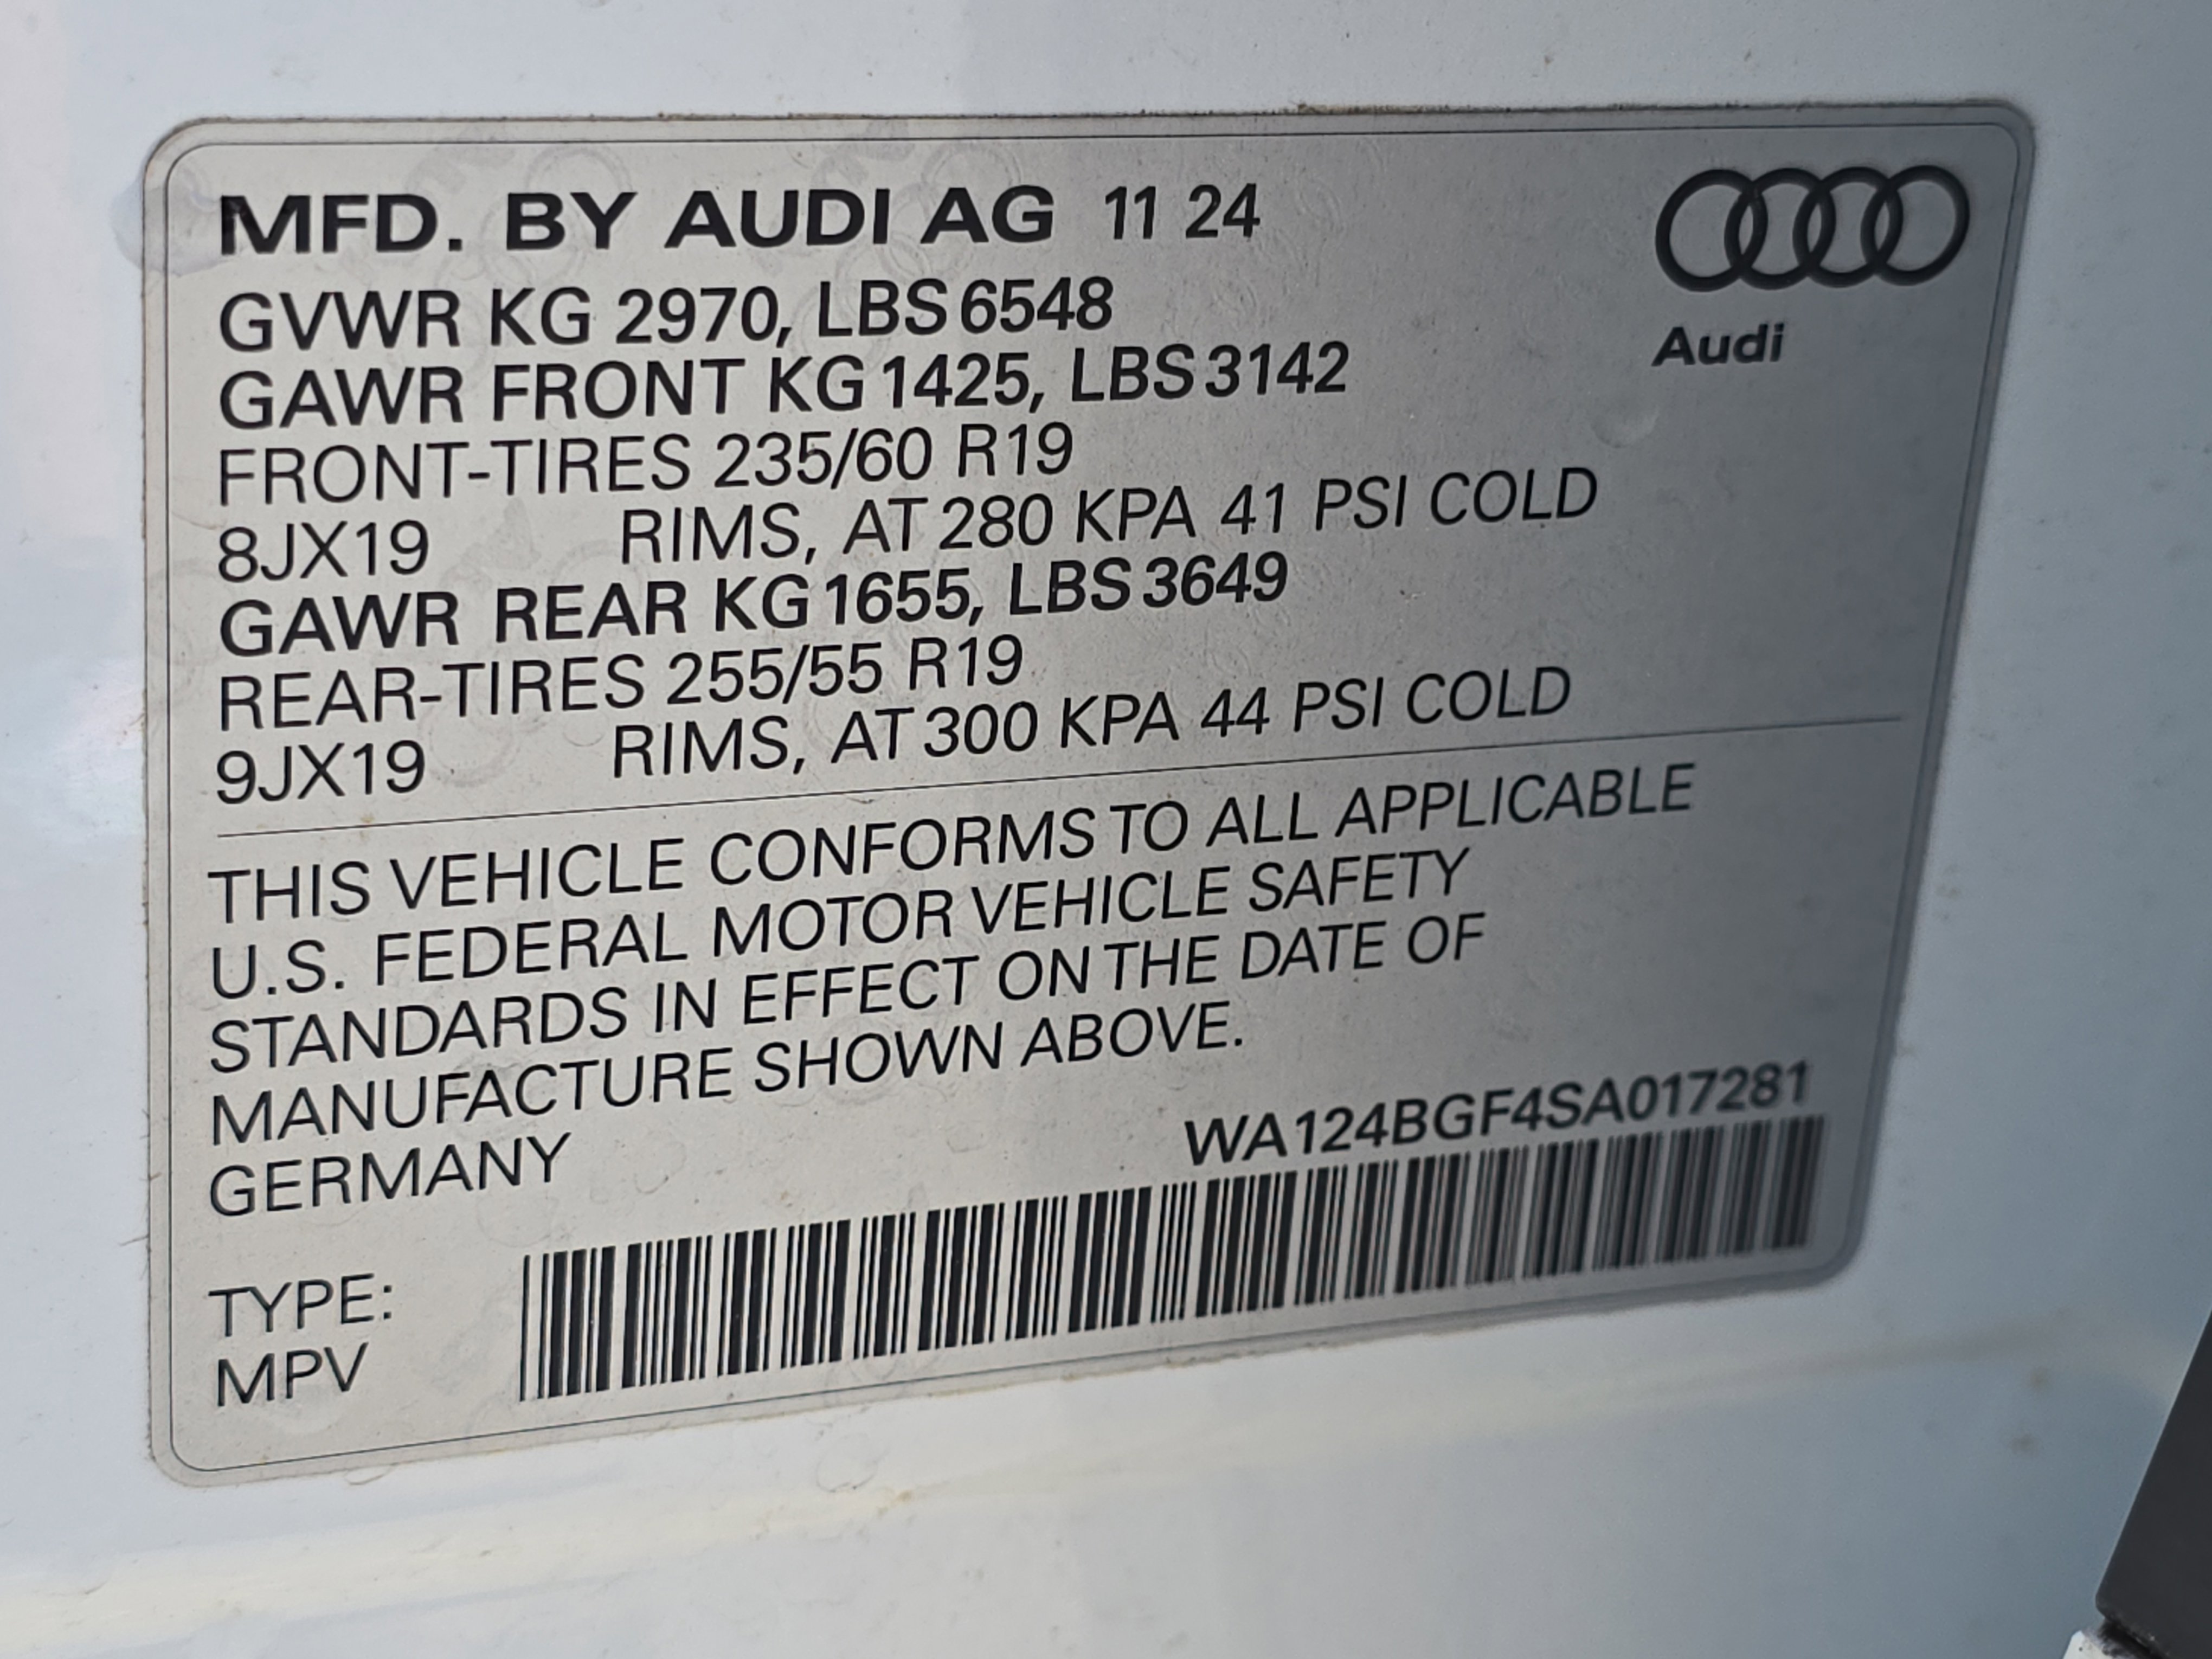 MFD. BY AUDI AG 11 24
Audi
GVWR KG 2970, LBS 6548
GAWR FRONT KG 1425, LBS 3142
FRONT-TIRES 235/60 R19
8JX19 RIMS, AT 280 KPA 41 PSI COLD
GAWR REAR KG 1655, LBS 3649
REAR-TIRES 255/55 R19
9JX19 RIMS, AT 300 KPA 44 PSI COLD
THIS VEHICLE CONFORMS TO ALL APPLICABLE
U.S. FEDERAL MOTOR VEHICLE SAFETY
STANDARDS IN EFFECT ON THE DATE OF
MANUFACTURE SHOWN ABOVE.
GERMANY
WA124BGF4SA017281
TYPE:
MPV